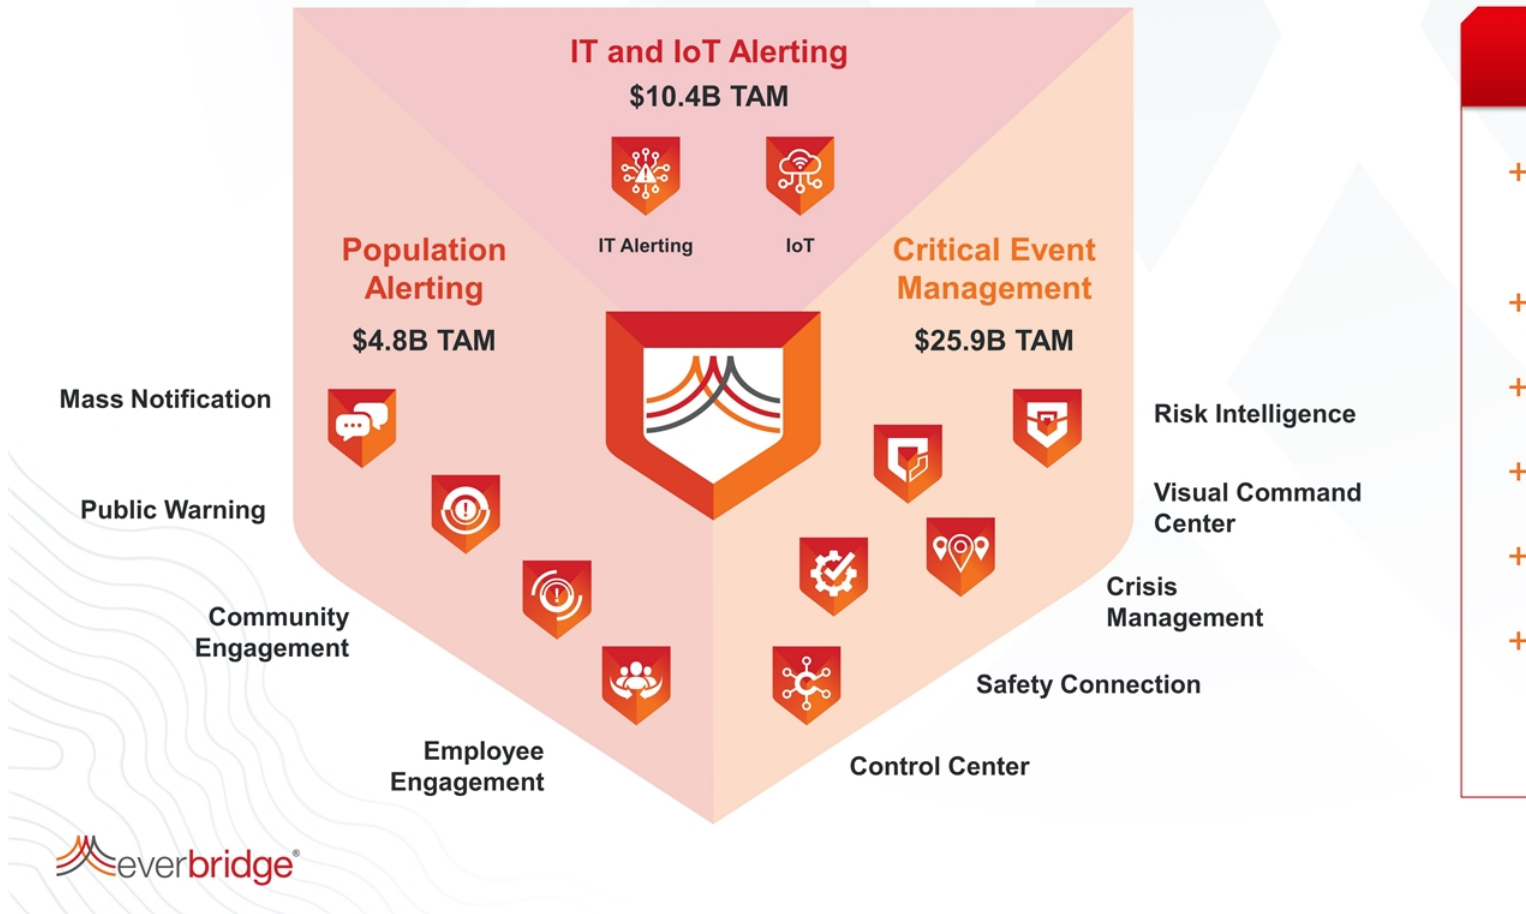 IT and IoT Alerting
$10.4B TAM
IT Alerting
IoT
Population
Alerting
$4.8B TAM
Critical Event
Management
$25.9B TAM
Mass Notification
Public Warning
Community
Engagement
Employee
Engagement
Risk Intelligence
Visual Command
Center
Crisis
Management
Safety Connection
Control Center
+
+
+
+
+
+
everbridge®